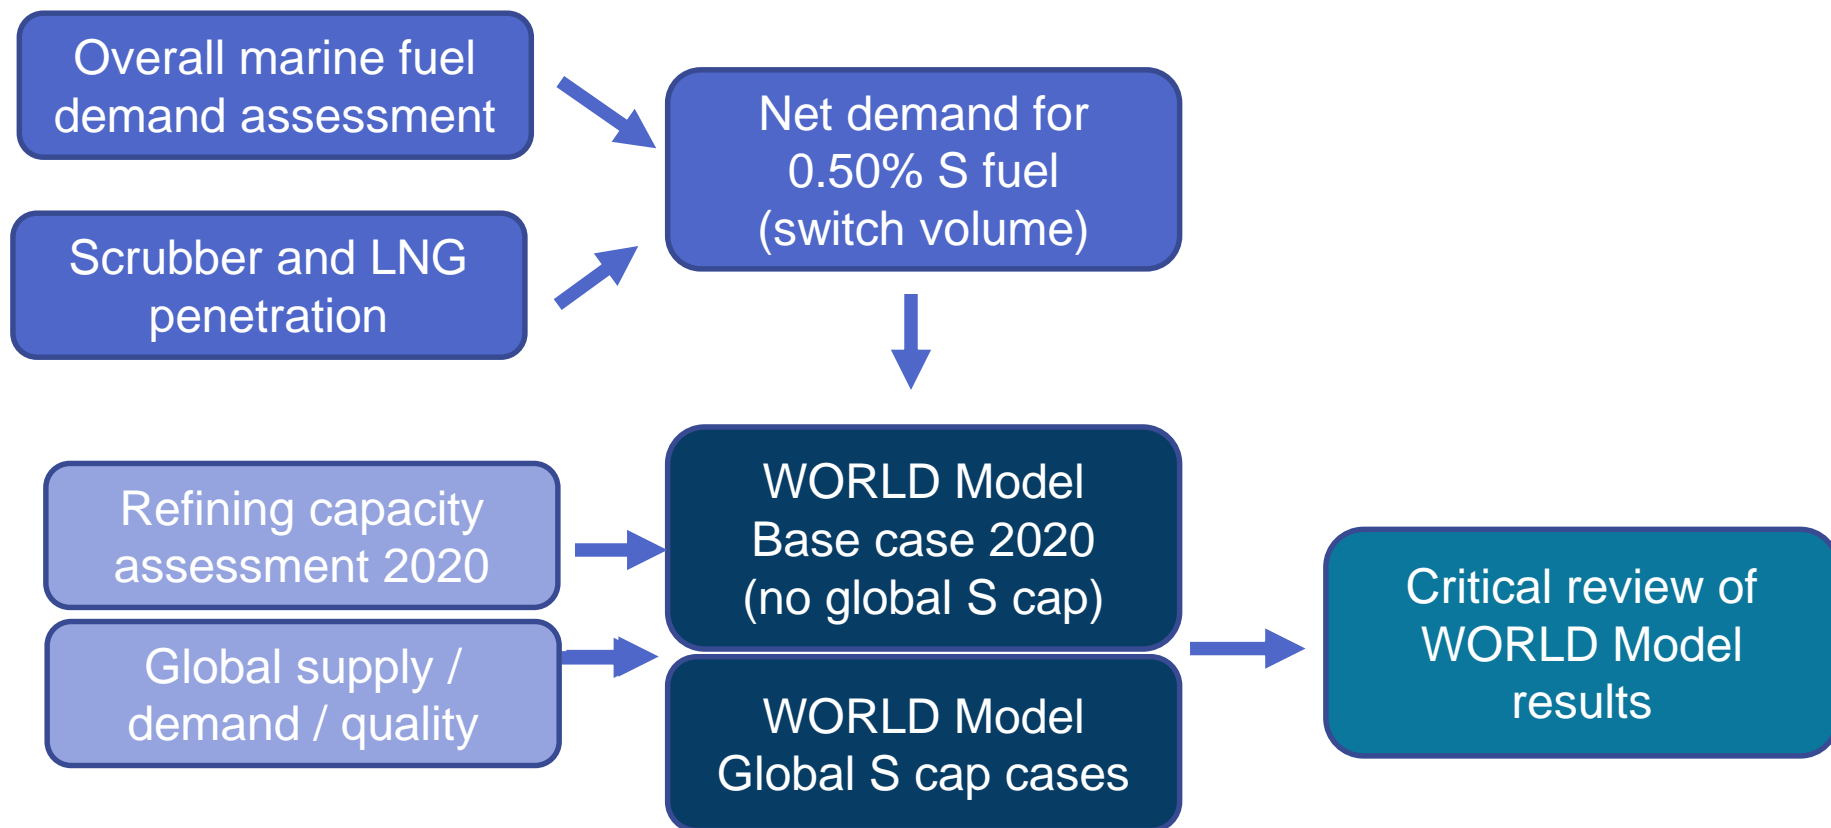 Overall marine fuel
demand assessment
Scrubber and LNG
penetration
Net demand for
0.50% S fuel
(switch volume)
Refining capacity
assessment 2020
Global supply /
demand / quality
WORLD Model
Base case 2020
(no global S cap)
WORLD Model
Global S cap cases
Critical review of
WORLD Model
results